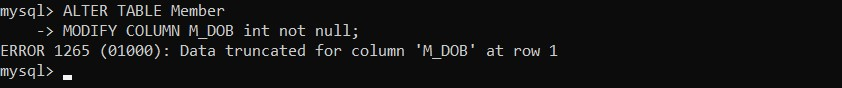 mysql> ALTER TABLE Member
    -> MODIFY COLUMN M_DOB int not null;
ERROR 1265 (01000): Data truncated for column 'M_DOB' at row 1
mysql>